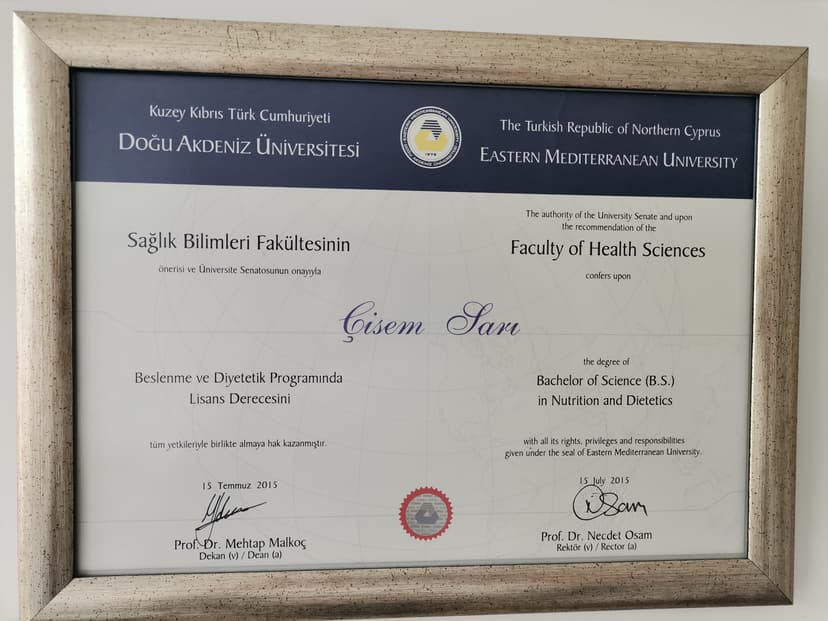 Kuzey Kıbrıs Türk Cumhuriyeti
DOĞU AKDENİZ ÜNİVERSİTESİ
The Turkish Republic of Northern Cyprus
EASTERN MEDITERRANEAN UNIVERSITY
1979
Sağlık Bilimleri Fakültesinin
önerisi ve Üniversite Senatosunun onayıyla
The authority of the University Senate and upon
the recommendation of the
Faculty of Health Sciences
confers upon
Çisem Sarı
Beslenme ve Diyetetik Programında
Lisans Derecesini
tüm yetkileriyle birlikte almaya hak kazanmıştır.
the degree of
Bachelor of Science (B.S.)
in Nutrition and Dietetics
with all its rights, privileges and responsibilities
given under the seal of Eastern Mediterranean University.
15 Temmuz 2015
Prof. Dr. Mehtap Malkoç
Dekan (v) / Dean (a)
15 July 2015
Prof. Dr. Necdet Osam
Rektör (v) / Rector (a)